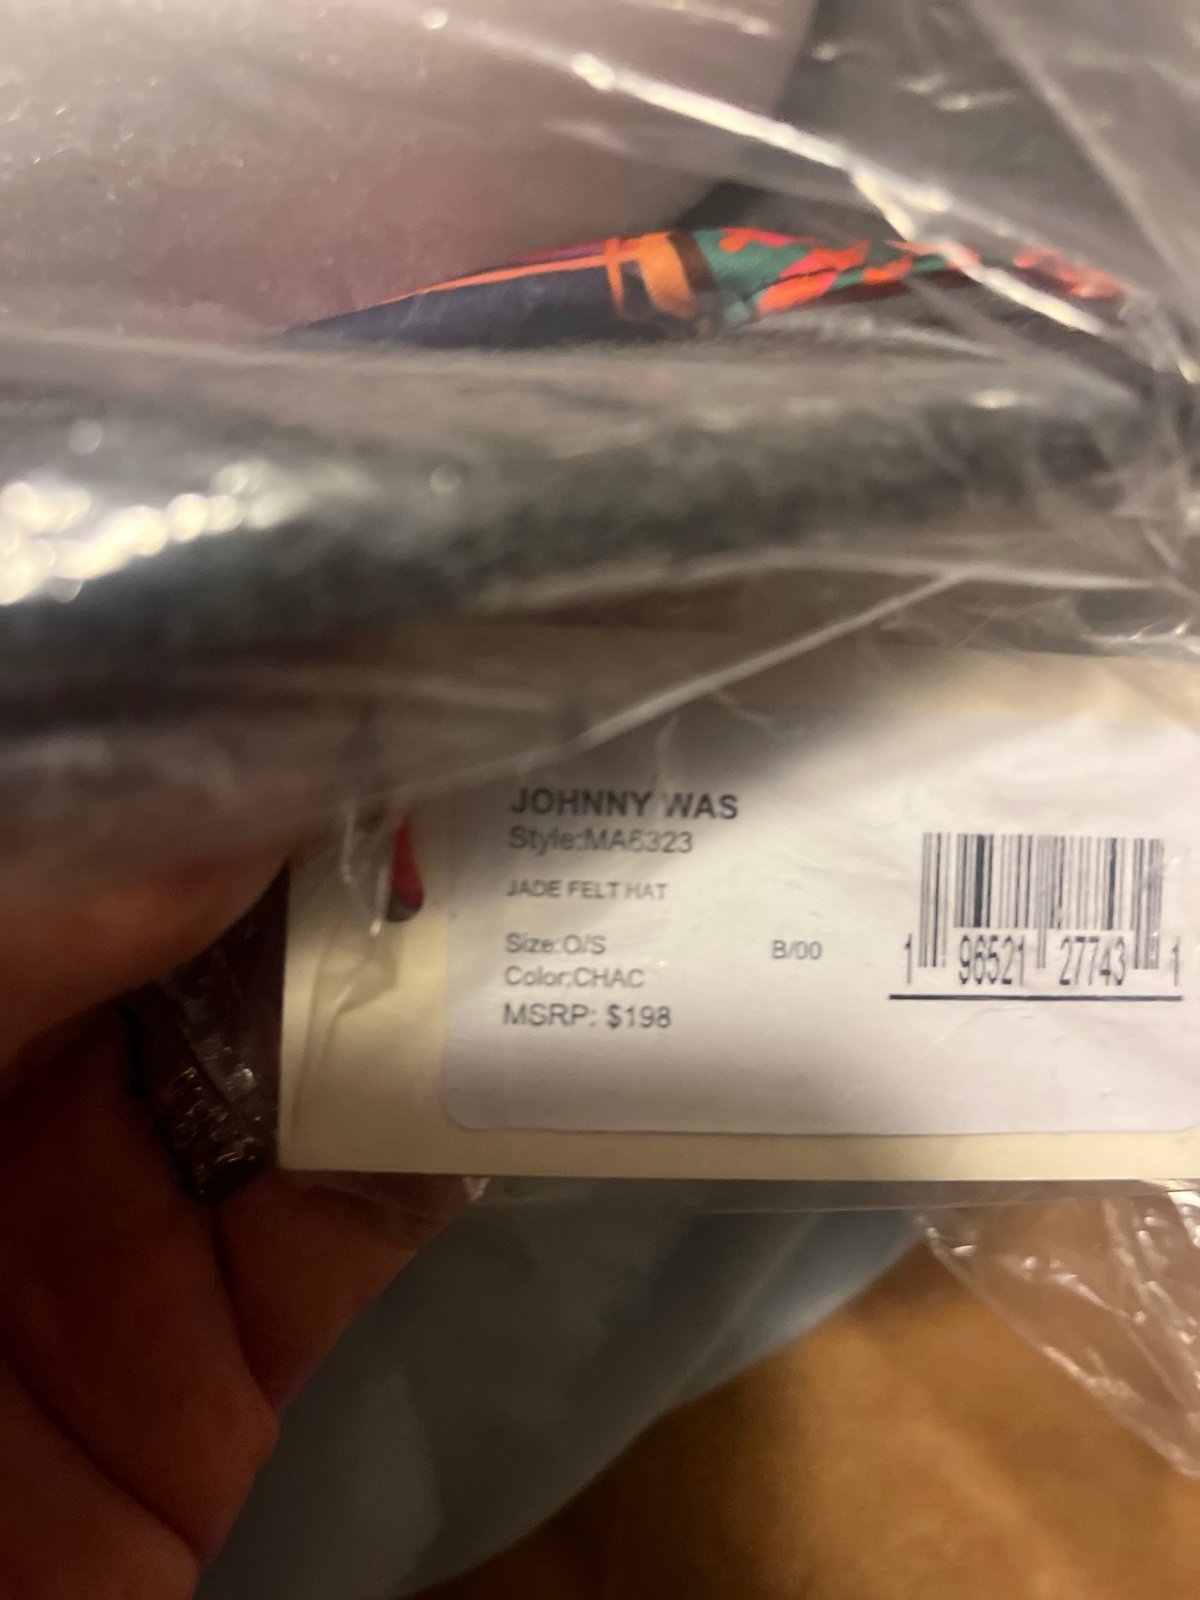 JOHNNY WAS
Style:MA6323
JADE FELT HAT
Size:O/S B/00
Color:CHAC
MSRP: $198
1 96521 27743 1